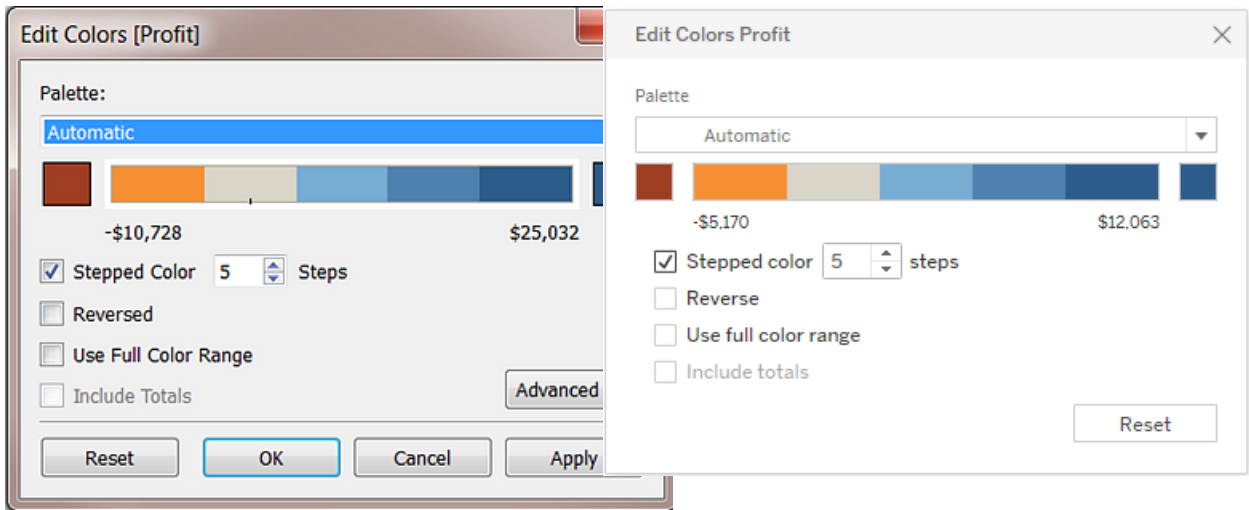 Edit Colors [Profit]
Palette:
Automatic
-$10,728 $25,032
Stepped Color 5 Steps
Reversed
Use Full Color Range
Include Totals
Advanced
Reset OK Cancel Apply
Edit Colors Profit
Palette
Automatic
-$5,170 $12,063
Stepped color 5 steps
Reverse
Use full color range
Include totals
Reset